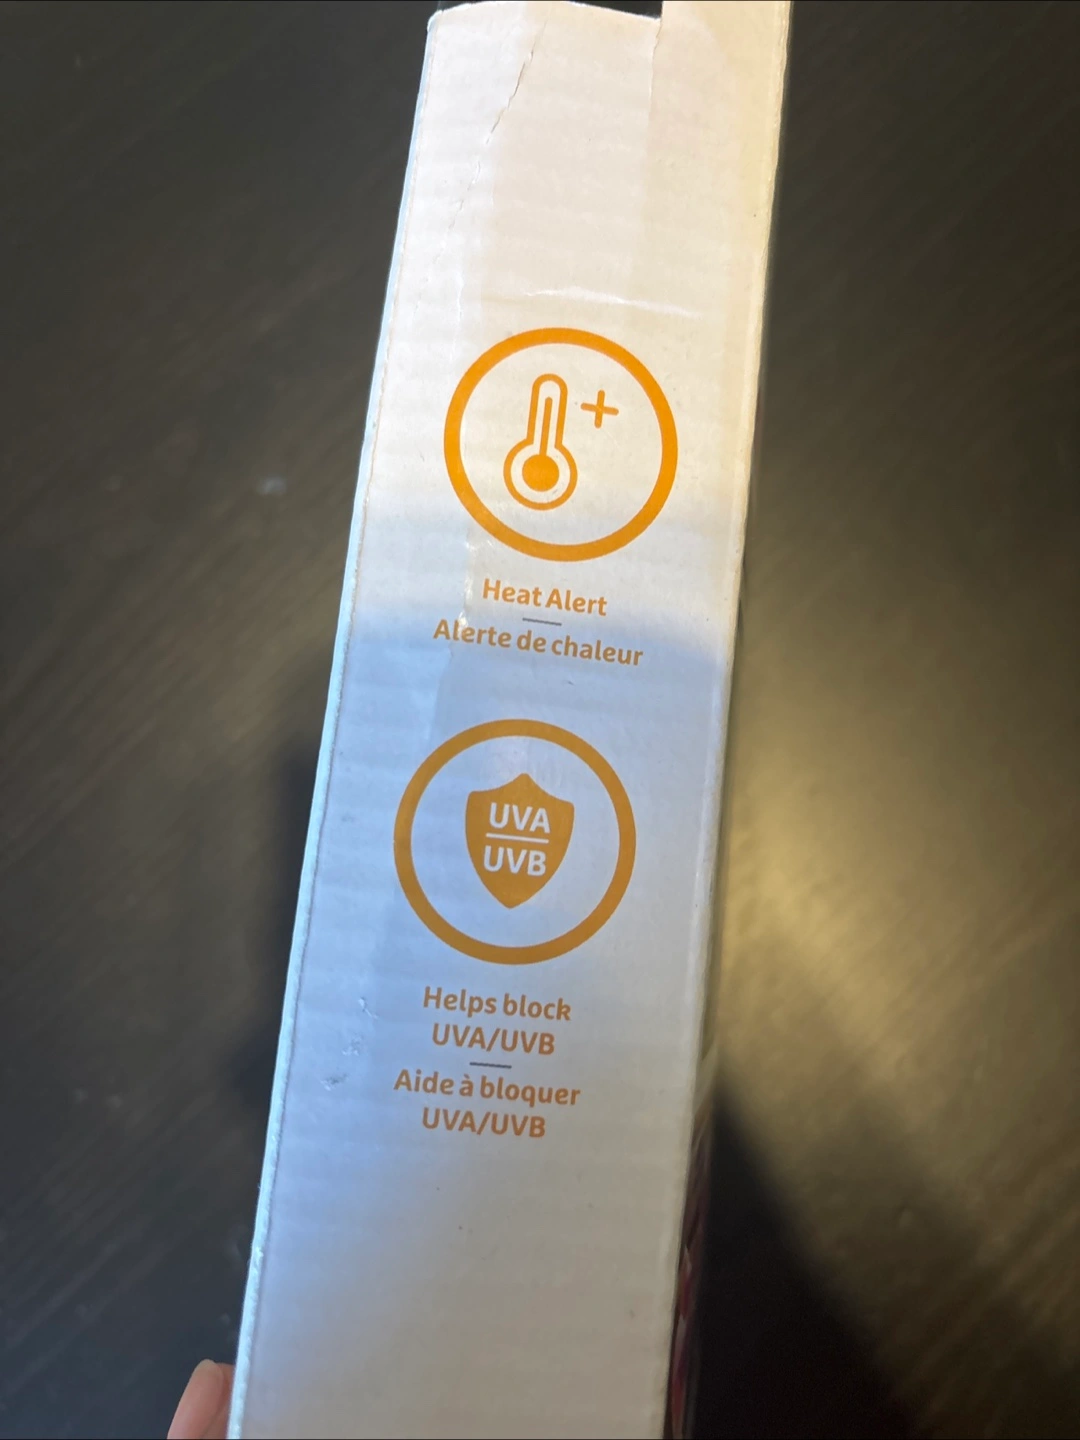 Heat Alert
Alerte de chaleur
UVA
UVB
Helps block
UVA/UVB
Aide à bloquer
UVA/UVB